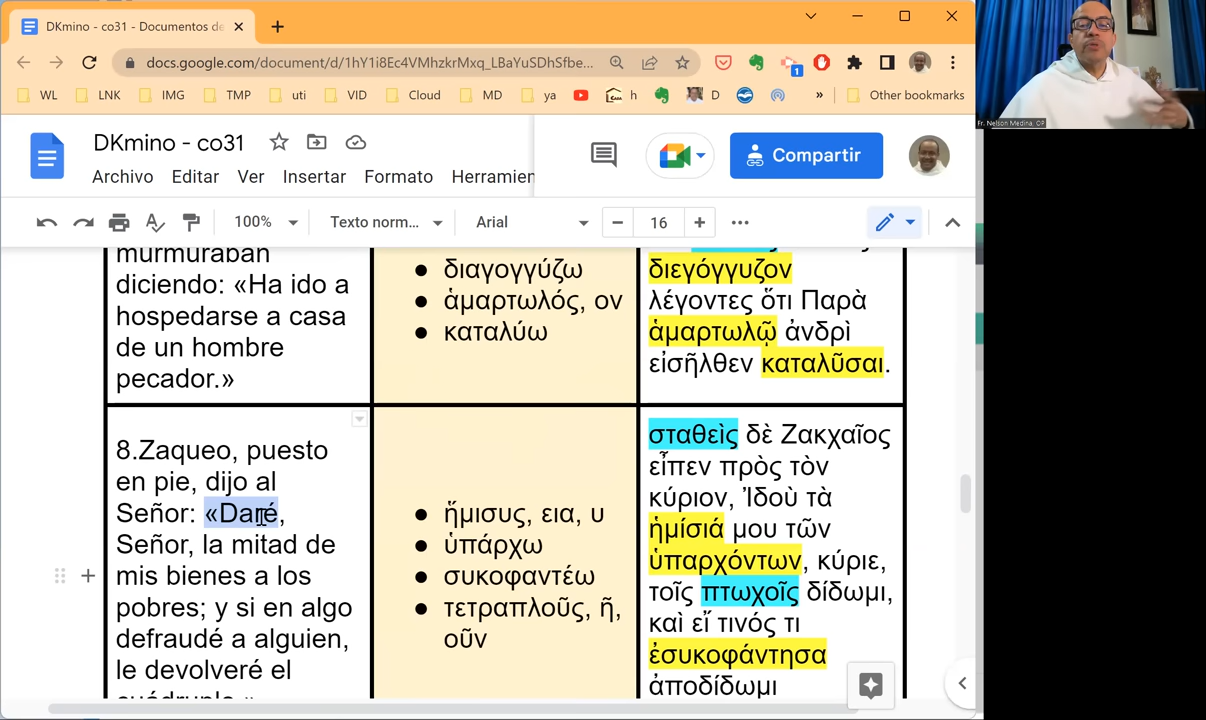 DKmino - co31 - Documentos de
docs.google.com/document/d/1hY1i8Ec4VMhzkrMxq_LBaYuSDhSfbe...
1
WL LNK IMG TMP uti VID Cloud MD ya h D » Other bookmarks
DKmino - co31
Compartir
Archivo Editar Ver Insertar Formato Herramien
100% Texto norm... Arial 16
murmuraban
diciendo: «Ha ido a
hospedarse a casa
de un hombre
pecador.»
διαγογγύζω
ἁμαρτωλός, ον
καταλύω
διεγόγγυζον
λέγοντες ὅτι Παρὰ
ἁμαρτωλῷ ἀνδρὶ
εἰσῆλθεν καταλῦσαι.
8.Zaqueo, puesto
en pie, dijo al
Señor: «Daré,
Señor, la mitad de
mis bienes a los
pobres; y si en algo
defraudé a alguien,
le devolveré el
ἥμισυς, εια, υ
ὑπάρχω
συκοφαντέω
τετραπλοῦς, ῆ,
οῦν
σταθεὶς δὲ Ζακχαῖος
εἶπεν πρὸς τὸν
κύριον, Ἰδοὺ τὰ
ἡμίσιά μου τῶν
ὑπαρχόντων, κύριε,
τοῖς πτωχοῖς δίδωμι,
καὶ εἴ τινός τι
ἐσυκοφάντησα
ἀποδίδωμι
Fr. Nelson Medina, OP